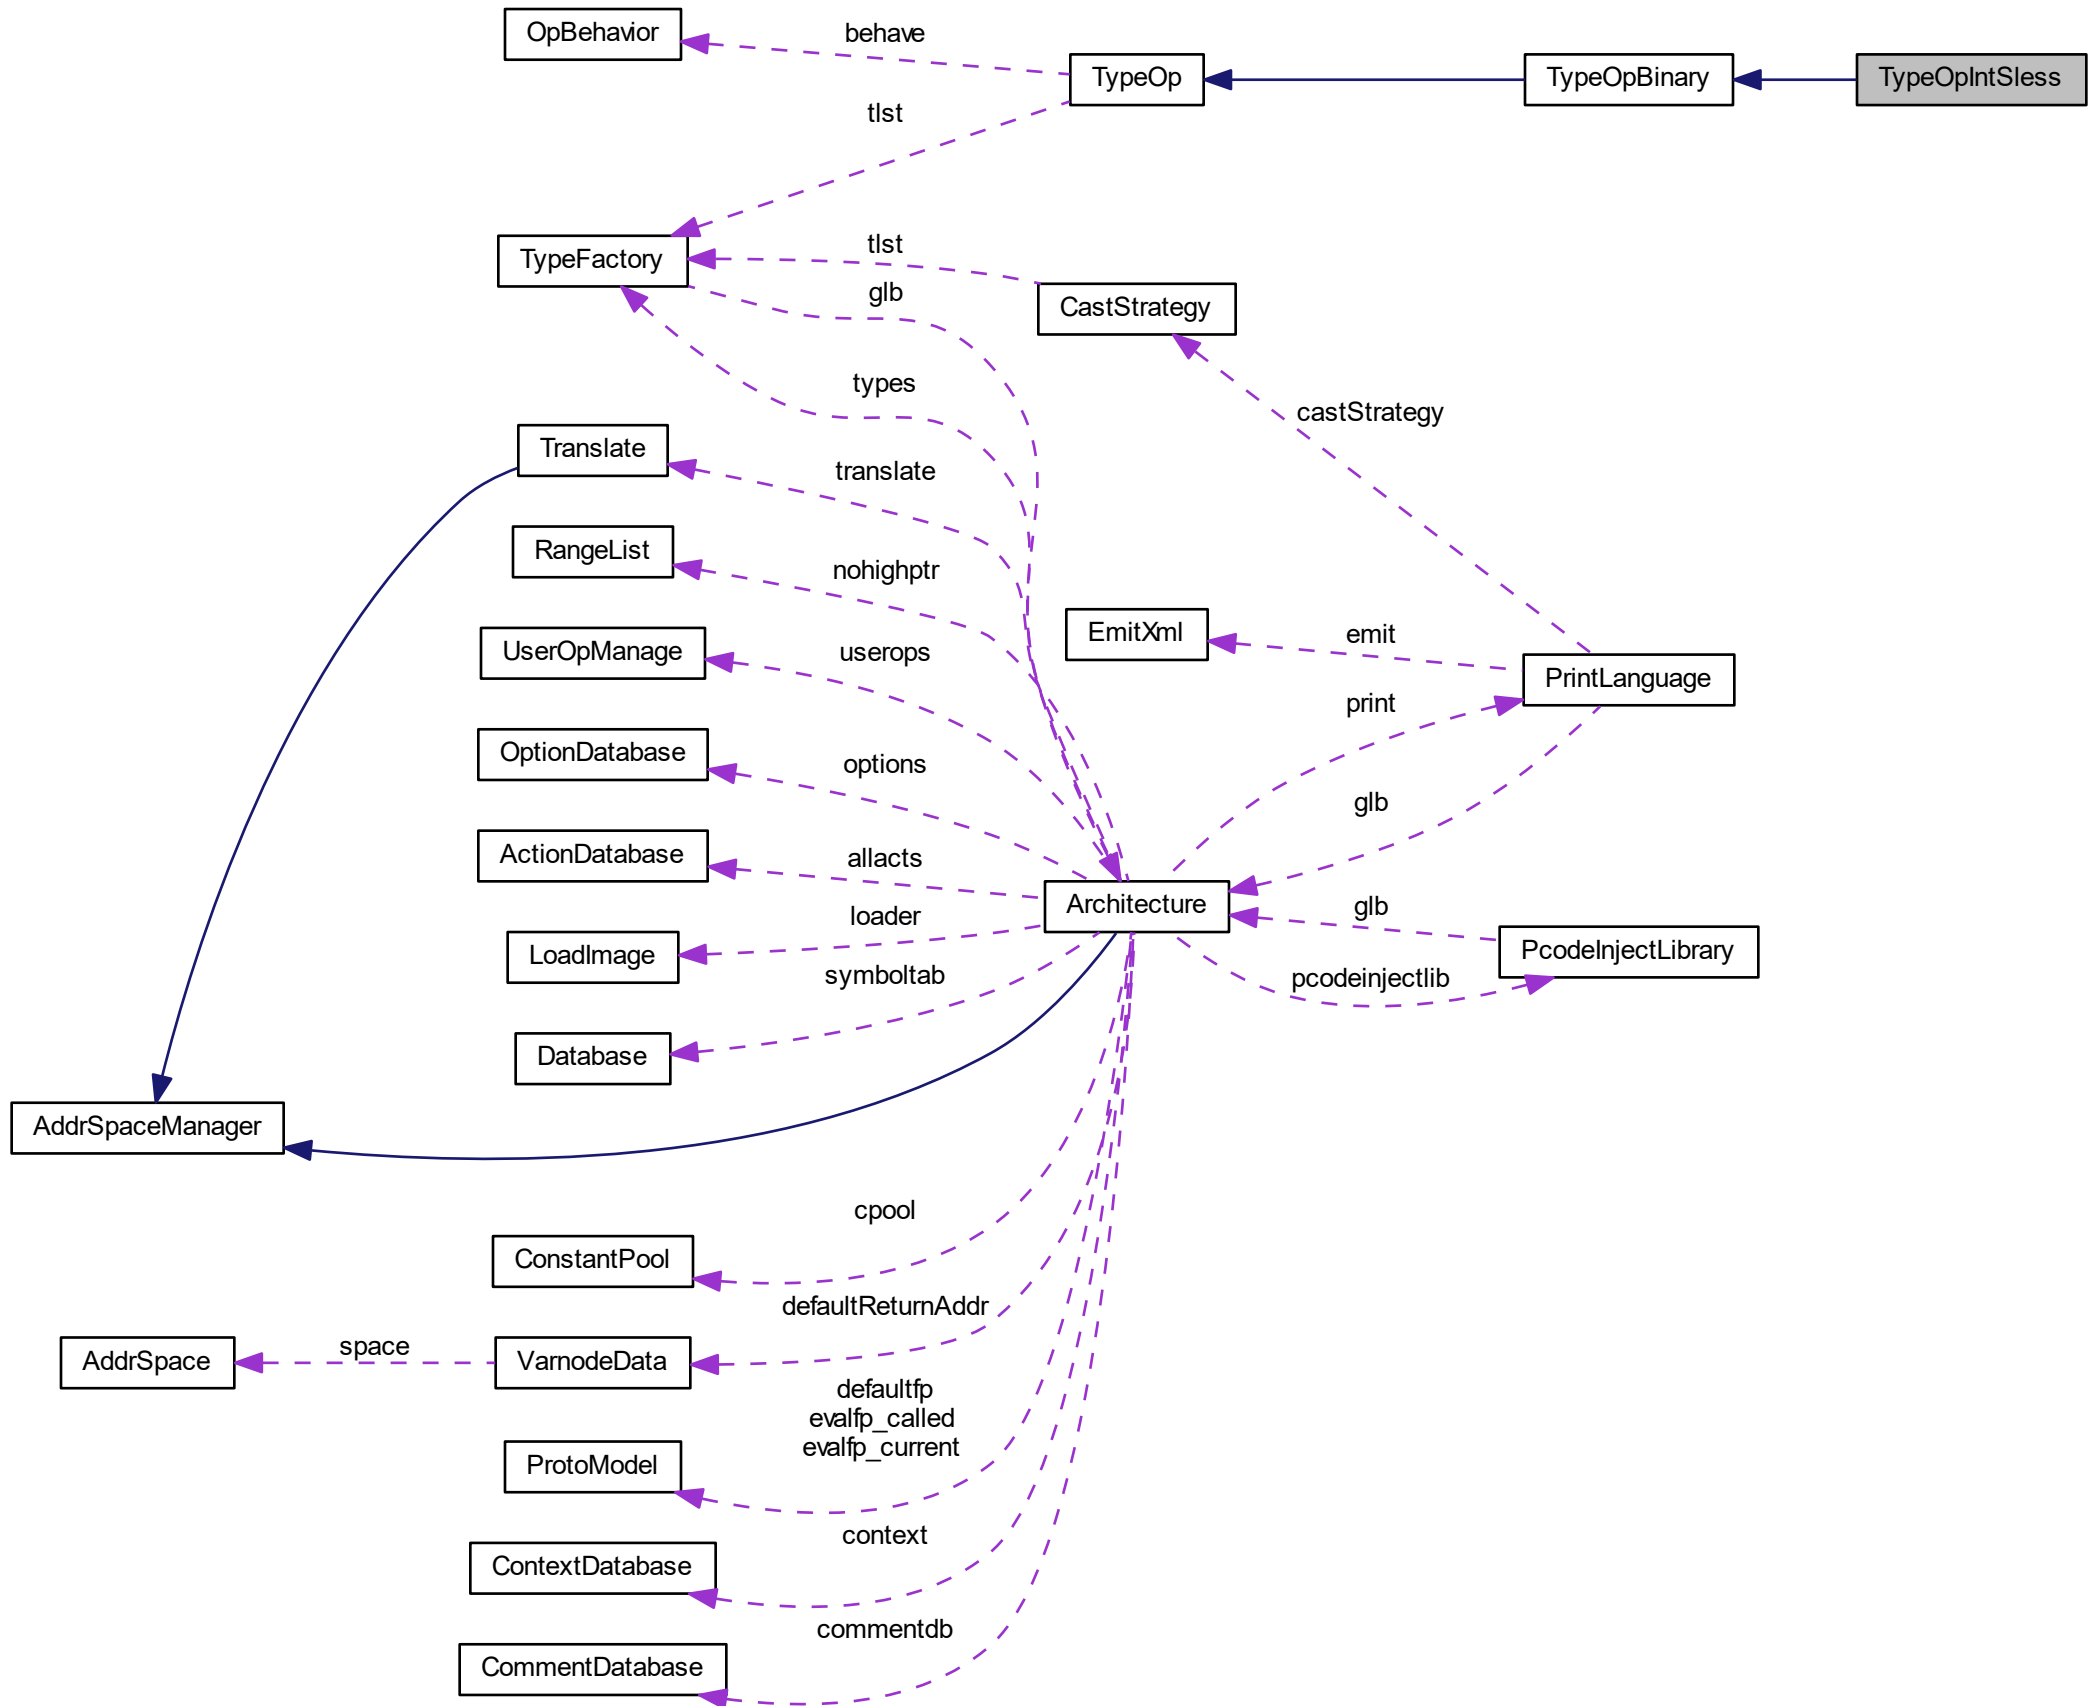 OpBehavior
behave
TypeOp
TypeOpBinary
TypeOpIntSless
tlst
TypeFactory
tlst
glb
CastStrategy
types
castStrategy
Translate
translate
RangeList
nohighptr
EmitXml
emit
UserOpManage
userops
PrintLanguage
print
OptionDatabase
options
glb
ActionDatabase
allacts
Architecture
glb
LoadImage
loader
PcodeInjectLibrary
symboltab
pcodeinjectlib
Database
AddrSpaceManager
cpool
ConstantPool
defaultReturnAddr
AddrSpace
space
VarnodeData
defaultfp
evalfp_called
evalfp_current
ProtoModel
context
ContextDatabase
commentdb
CommentDatabase